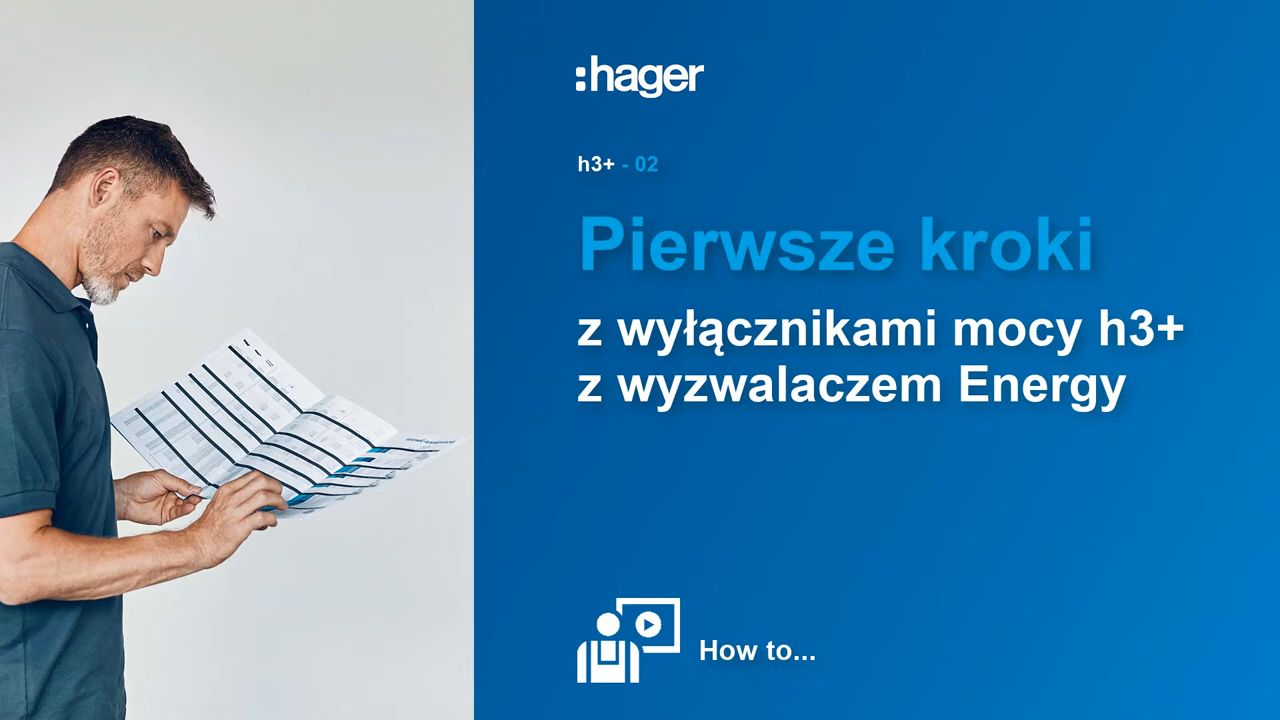 :hager
h3+ - 02
Pierwsze kroki
z wyłącznikami mocy h3+
z wyzwalaczem Energy
How to...